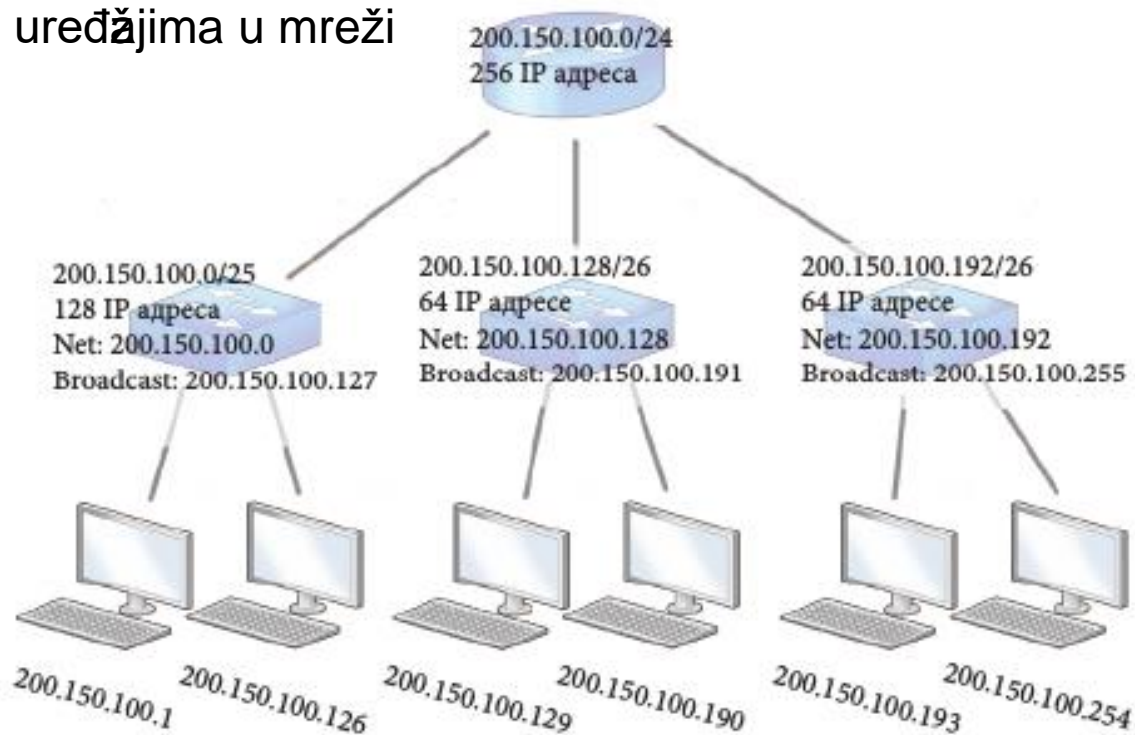 uređajima u mreži
200.150.100.0/24
256 IP адреса
200.150.100.0/25
128 IP адреса
Net: 200.150.100.0
Broadcast: 200.150.100.127
200.150.100.128/26
64 IP адресе
Net: 200.150.100.128
Broadcast: 200.150.100.191
200.150.100.192/26
64 IP адресе
Net: 200.150.100.192
Broadcast: 200.150.100.255
200.150.100.1
200.150.100.126
200.150.100.129
200.150.100.190
200.150.100.193
200.150.100.254